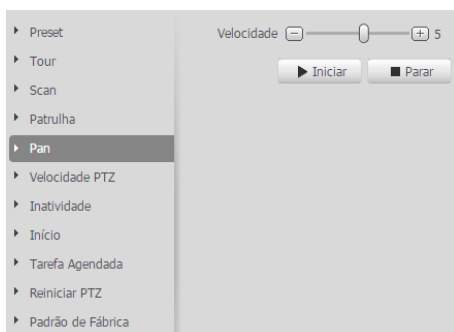 Preset
Tour
Scan
Patrulha
Pan
Velocidade PTZ
Inatividade
Início
Tarefa Agendada
Reiniciar PTZ
Padrão de Fábrica
Velocidade 5
Iniciar Parar